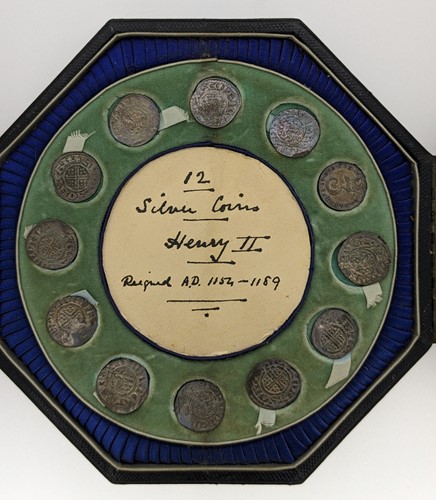 12
Silver Coins
Henry II
Reigned A.D. 1154-1189